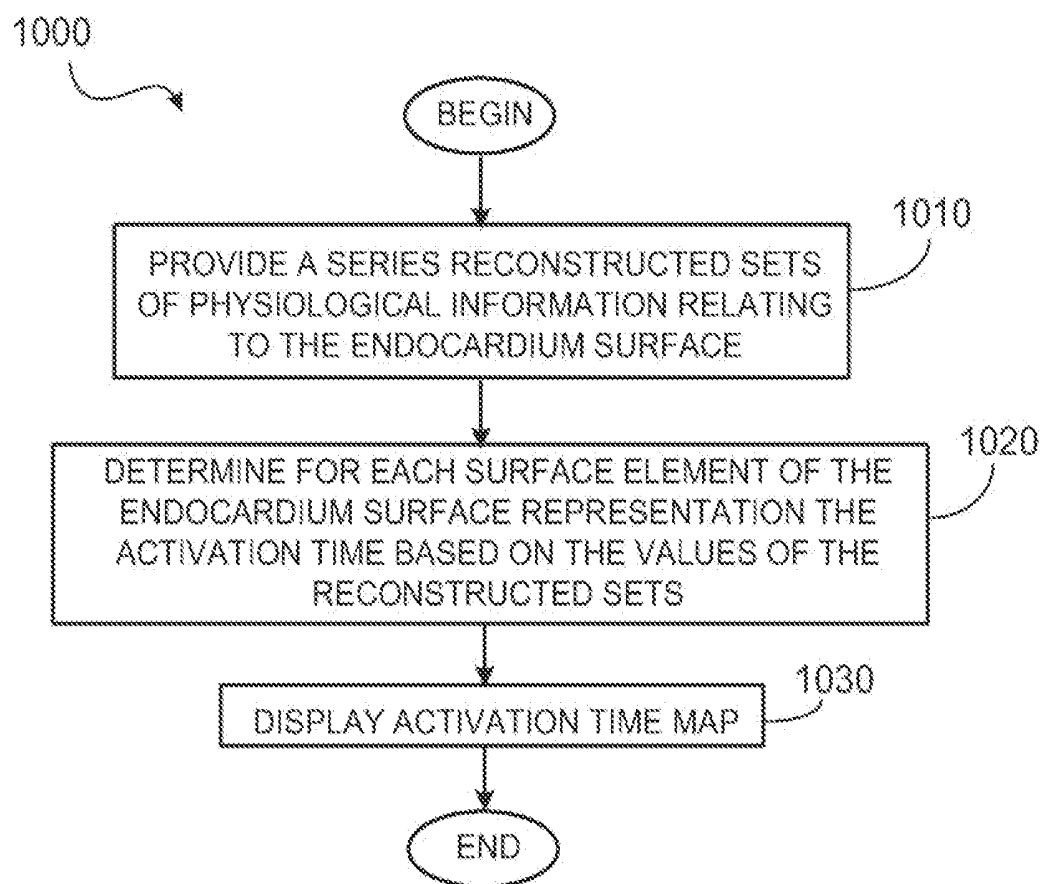 1000
BEGIN
1010
PROVIDE A SERIES RECONSTRUCTED SETS
OF PHYSIOLOGICAL INFORMATION RELATING
TO THE ENDOCARDIUM SURFACE
1020
DETERMINE FOR EACH SURFACE ELEMENT OF THE
ENDOCARDIUM SURFACE REPRESENTATION THE
ACTIVATION TIME BASED ON THE VALUES OF THE
RECONSTRUCTED SETS
1030
DISPLAY ACTIVATION TIME MAP
END